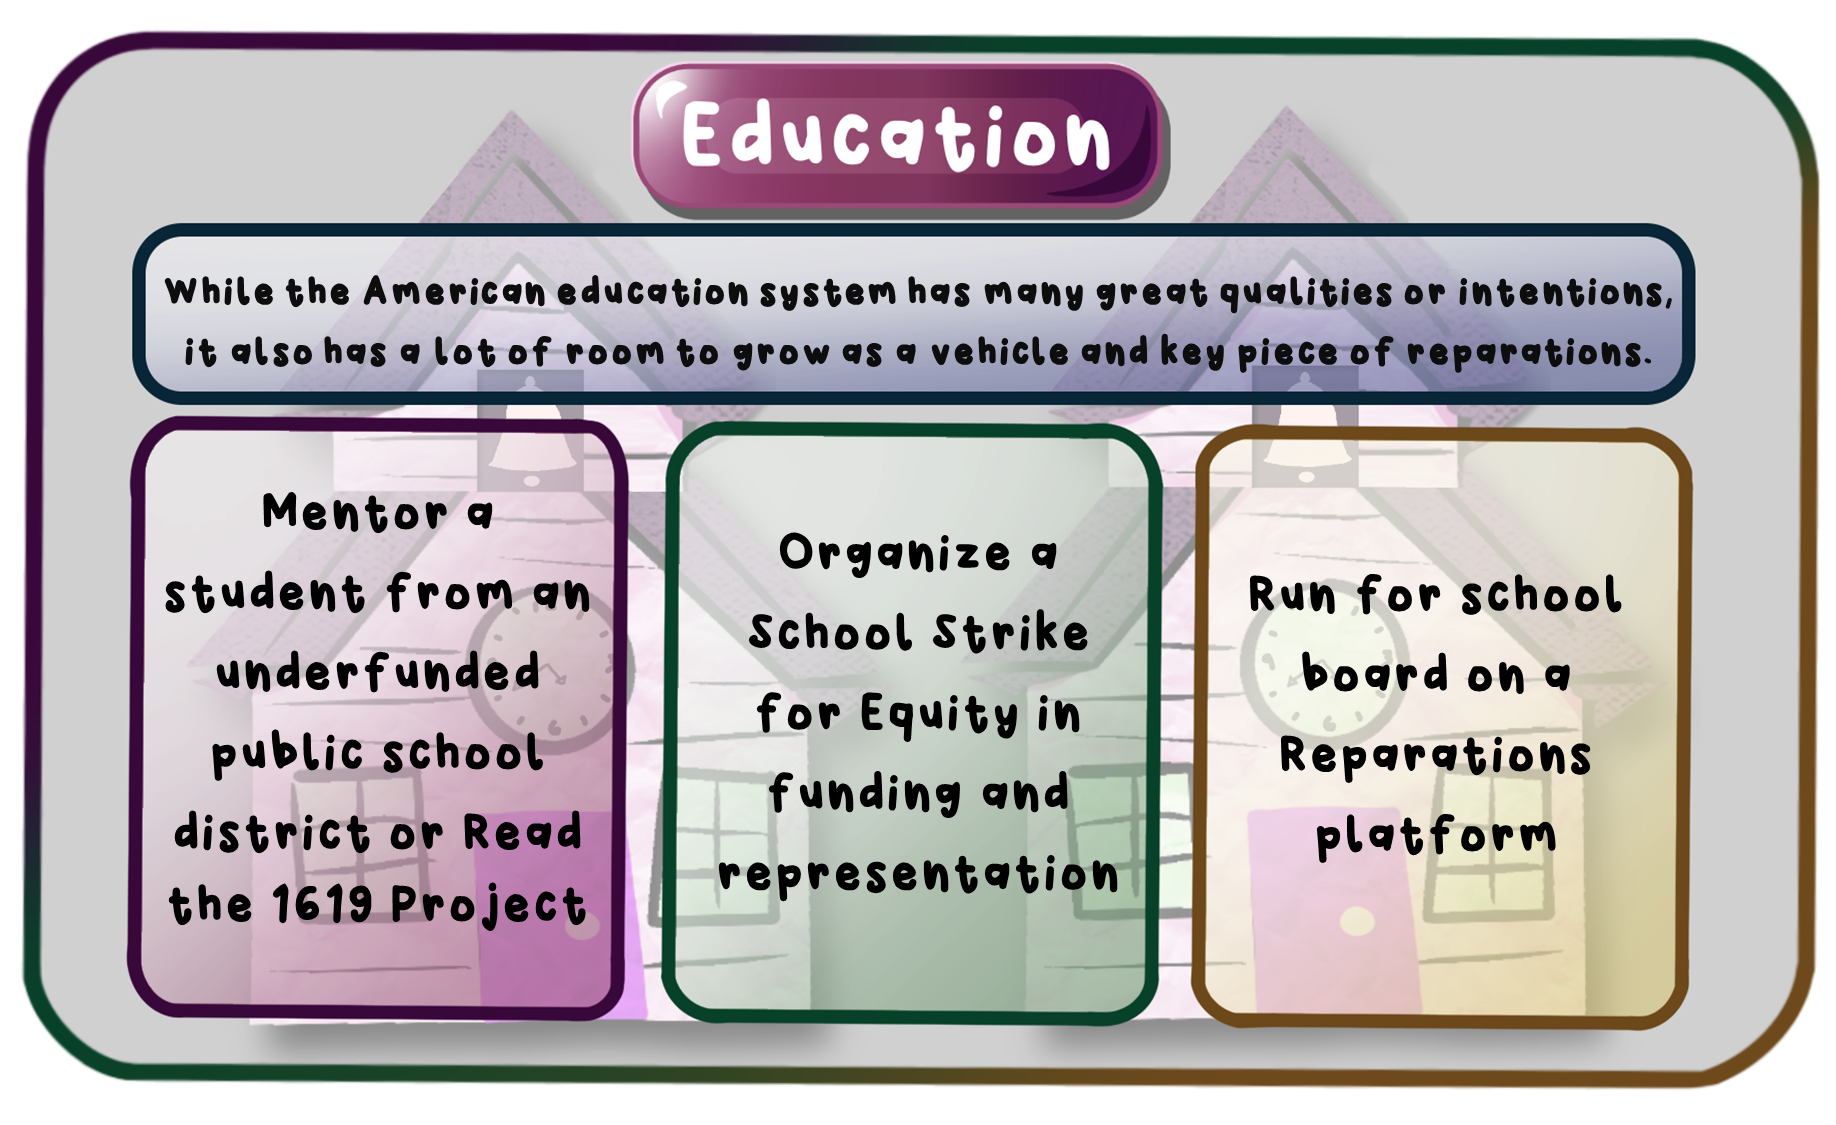 Education
While the American education system has many great qualities or intentions,
it also has a lot of room to grow as a vehicle and key piece of reparations.
Mentor a
student from an
underfunded
public school
district or Read
the 1619 Project
Organize a
School Strike
for Equity in
funding and
representation
Run for school
board on a
Reparations
platform